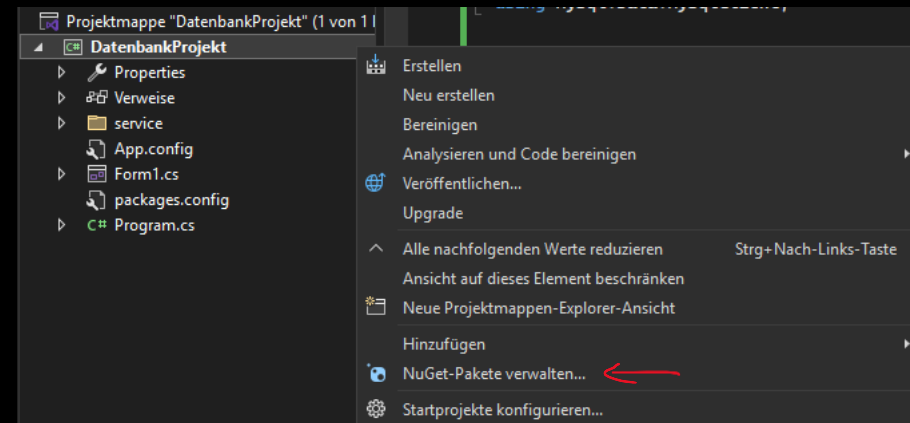 Projektmappe "DatenbankProjekt" (1 von 1
DatenbankProjekt
Properties
Verweise
service
App.config
Form1.cs
packages.config
C# Program.cs
using
Erstellen
Neu erstellen
Bereinigen
Analysieren und Code bereinigen
Veröffentlichen...
Upgrade
Alle nachfolgenden Werte reduzieren Strg+Nach-Links-Taste
Ansicht auf dieses Element beschränken
Neue Projektmappen-Explorer-Ansicht
Hinzufügen
NuGet-Pakete verwalten...
Startprojekte konfigurieren...